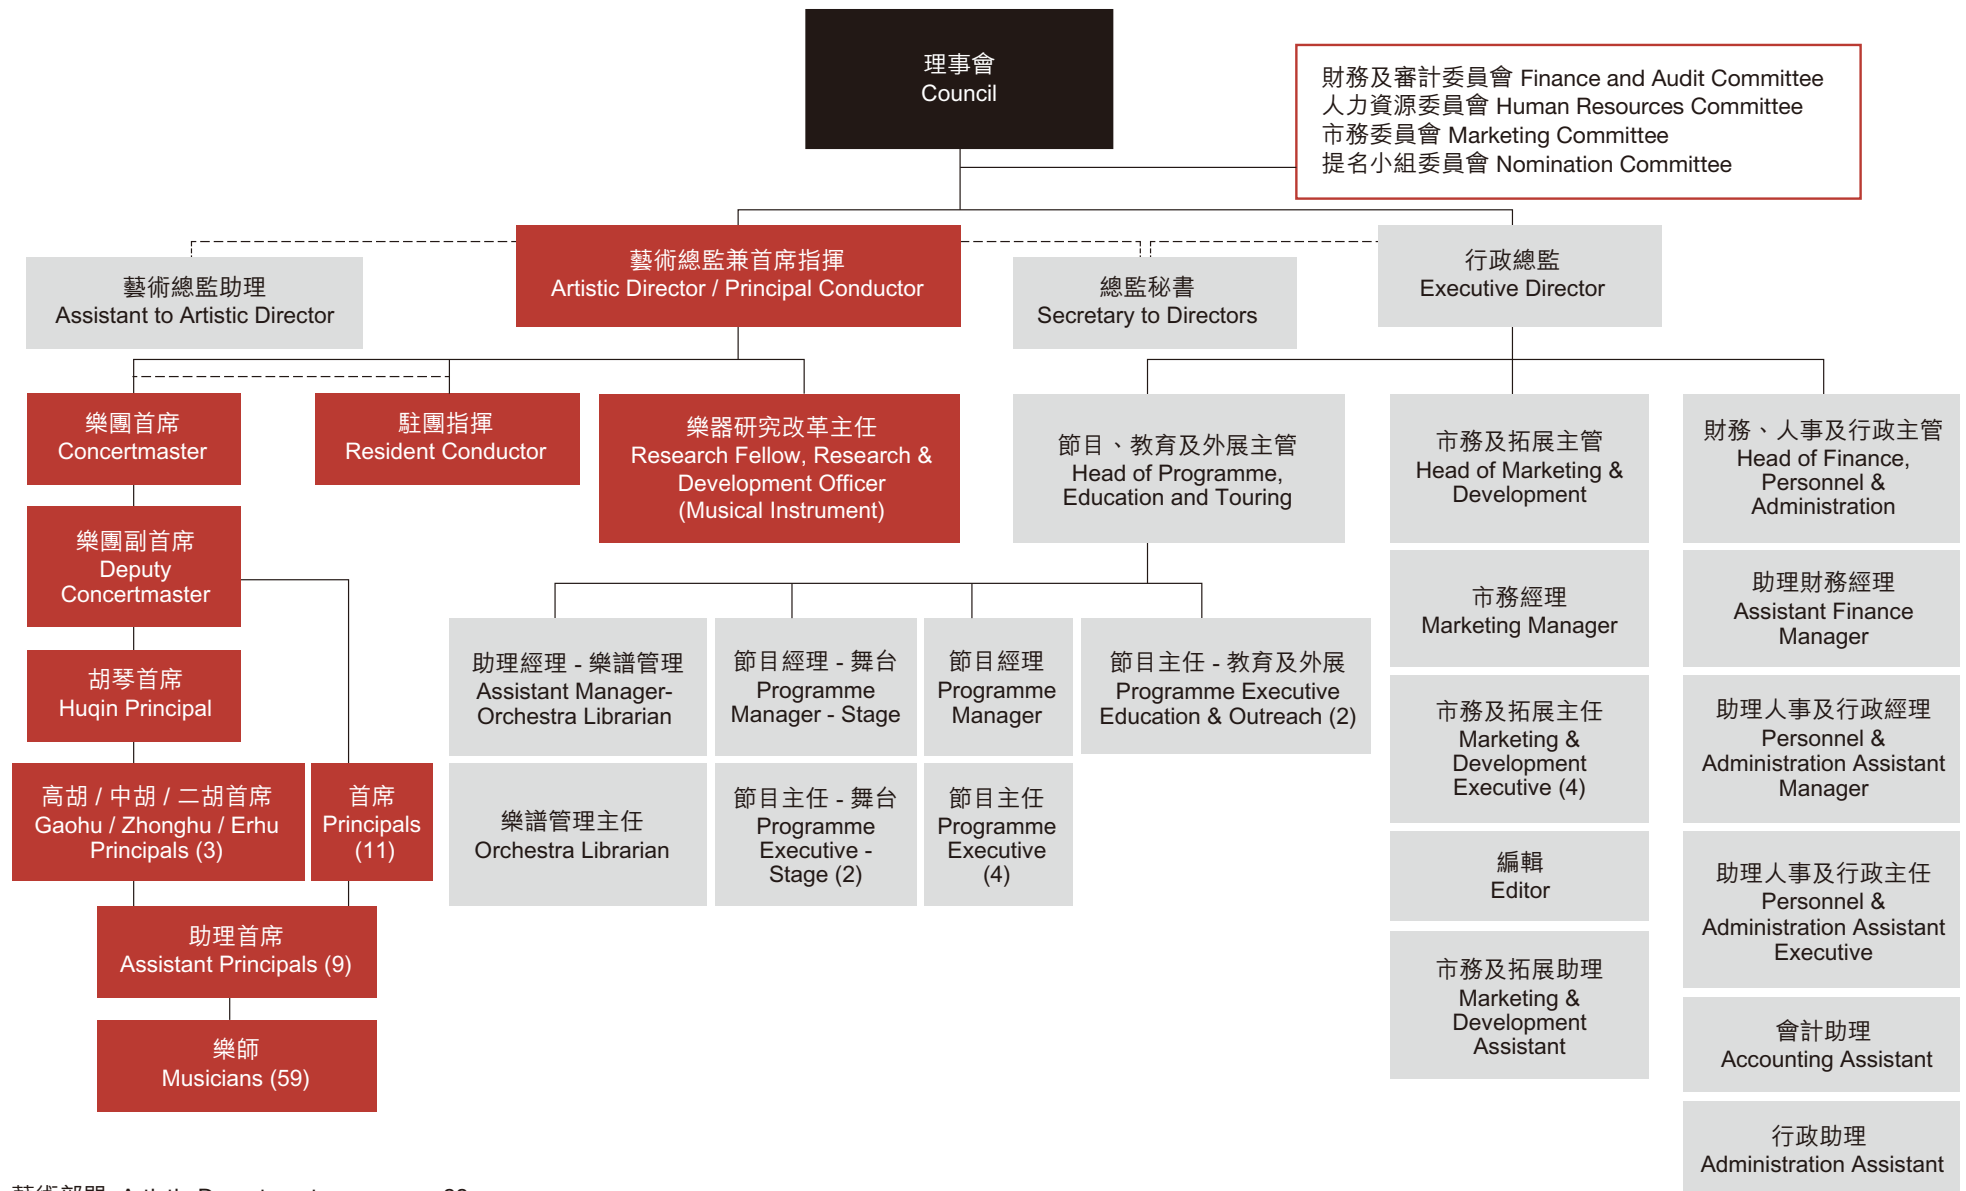 理事會
Council
財務及審計委員會 Finance and Audit Committee
人力資源委員會 Human Resources Committee
市務委員會 Marketing Committee
提名小組委員會 Nomination Committee
藝術總監助理
Assistant to Artistic Director
藝術總監兼首席指揮
Artistic Director / Principal Conductor
總監秘書
Secretary to Directors
行政總監
Executive Director
樂團首席
Concertmaster
駐團指揮
Resident Conductor
樂器研究改革主任
Research Fellow, Research &
Development Officer
(Musical Instrument)
節目、教育及外展主管
Head of Programme,
Education and Touring
市務及拓展主管
Head of Marketing &
Development
財務、人事及行政主管
Head of Finance,
Personnel &
Administration
樂團副首席
Deputy
Concertmaster
胡琴首席
Huqin Principal
高胡 / 中胡 / 二胡首席
Gaohu / Zhonghu / Erhu
Principals (3)
首席
Principals
(11)
助理首席
Assistant Principals (9)
樂師
Musicians (59)
助理經理 - 樂譜管理
Assistant Manager-
Orchestra Librarian
節目經理 - 舞台
Programme
Manager - Stage
節目經理
Programme
Manager
節目主任 - 教育及外展
Programme Executive
Education & Outreach (2)
樂譜管理主任
Orchestra Librarian
節目主任 - 舞台
Programme
Executive -
Stage (2)
節目主任
Programme
Executive
(4)
市務經理
Marketing Manager
市務及拓展主任
Marketing &
Development
Executive (4)
編輯
Editor
市務及拓展助理
Marketing &
Development
Assistant
助理財務經理
Assistant Finance
Manager
助理人事及行政經理
Personnel &
Administration Assistant
Manager
助理人事及行政主任
Personnel &
Administration Assistant
Executive
會計助理
Accounting Assistant
行政助理
Administration Assistant